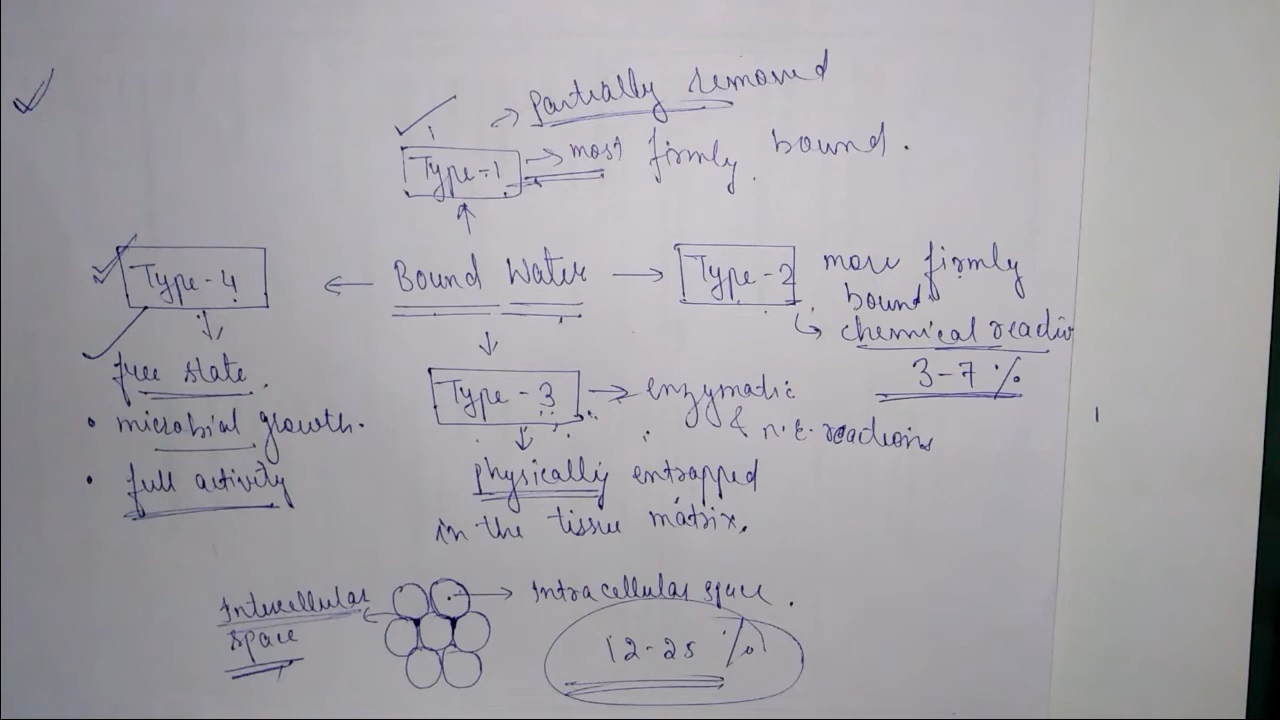 Partially removed
Type-1 → most firmly bound.
Type-4 ← Bound Water → Type-2 more firmly
bound
chemical reactio
3-7 %
free state.
• microbial growth.
• full activity
Type - 3 → enzymatic
& n.E. reactions
Physically entrapped
in the tissue matrix.
Intercellular
space
Intracellular space.
12-25 %